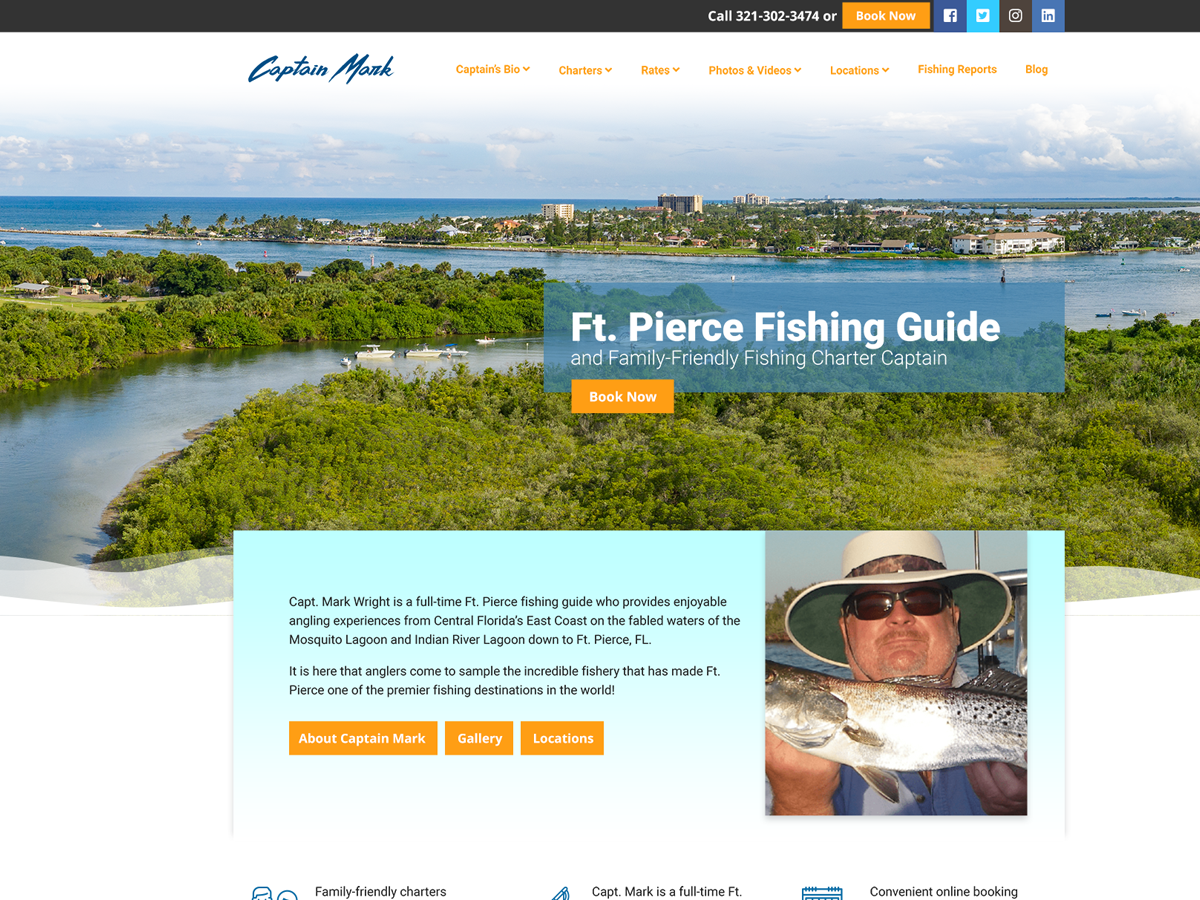 Call 321-302-3474 or Book Now
Captain Mark
Captain's Bio Charters Rates Photos & Videos Locations Fishing Reports Blog
Ft. Pierce Fishing Guide
and Family-Friendly Fishing Charter Captain
Book Now
Capt. Mark Wright is a full-time Ft. Pierce fishing guide who provides enjoyable
angling experiences from Central Florida's East Coast on the fabled waters of the
Mosquito Lagoon and Indian River Lagoon down to Ft. Pierce, FL.
It is here that anglers come to sample the incredible fishery that has made Ft.
Pierce one of the premier fishing destinations in the world!
About Captain Mark Gallery Locations
Family-friendly charters
Capt. Mark is a full-time Ft.
Convenient online booking